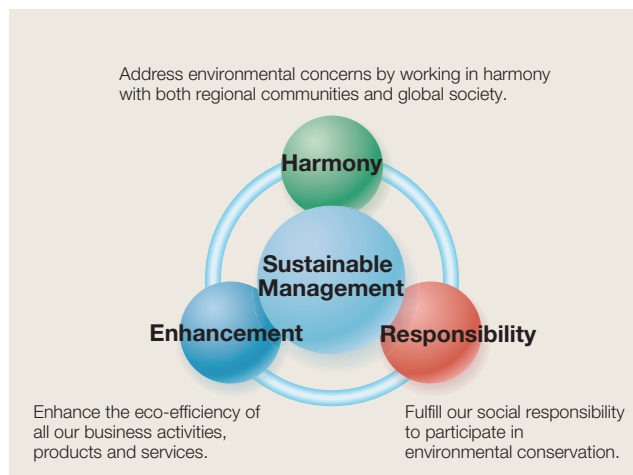 Address environmental concerns by working in harmony
with both regional communities and global society.
Harmony
Sustainable
Management
Enhancement
Responsibility
Enhance the eco-efficiency of
all our business activities,
products and services.
Fulfill our social responsibility
to participate in
environmental conservation.